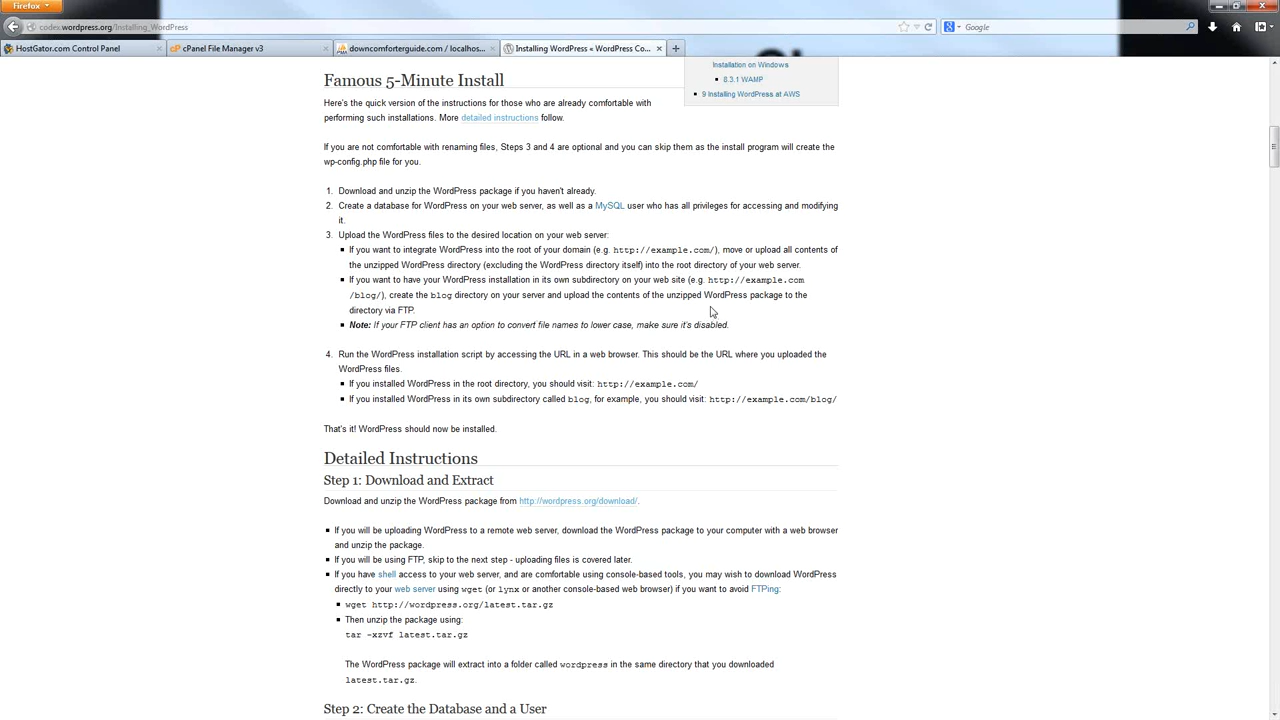 Firefox
codex.wordpress.org/Installing_WordPress
Google
HostGator.com Control Panel
cPanel File Manager v3
downcomforterguide.com / localhos...
Installing WordPress « WordPress Co...
Installation on Windows
8.3.1 WAMP
9 Installing WordPress at AWS
Famous 5-Minute Install
Here's the quick version of the instructions for those who are already comfortable with
performing such installations. More detailed instructions follow.
If you are not comfortable with renaming files, Steps 3 and 4 are optional and you can skip them as the install program will create the
wp-config.php file for you.
1. Download and unzip the WordPress package if you haven't already.
2. Create a database for WordPress on your web server, as well as a MySQL user who has all privileges for accessing and modifying
it.
3. Upload the WordPress files to the desired location on your web server:
If you want to integrate WordPress into the root of your domain (e.g. http://example.com/), move or upload all contents of
the unzipped WordPress directory (excluding the WordPress directory itself) into the root directory of your web server.
If you want to have your WordPress installation in its own subdirectory on your web site (e.g. http://example.com
/blog/), create the blog directory on your server and upload the contents of the unzipped WordPress package to the
directory via FTP.
Note: If your FTP client has an option to convert file names to lower case, make sure it's disabled.
4. Run the WordPress installation script by accessing the URL in a web browser. This should be the URL where you uploaded the
WordPress files.
If you installed WordPress in the root directory, you should visit: http://example.com/
If you installed WordPress in its own subdirectory called blog, for example, you should visit: http://example.com/blog/
That's it! WordPress should now be installed.
Detailed Instructions
Step 1: Download and Extract
Download and unzip the WordPress package from http://wordpress.org/download/.
If you will be uploading WordPress to a remote web server, download the WordPress package to your computer with a web browser
and unzip the package.
If you will be using FTP, skip to the next step - uploading files is covered later.
If you have shell access to your web server, and are comfortable using console-based tools, you may wish to download WordPress
directly to your web server using wget (or lynx or another console-based web browser) if you want to avoid FTPing:
wget http://wordpress.org/latest.tar.gz
Then unzip the package using:
tar -xzvf latest.tar.gz
The WordPress package will extract into a folder called wordpress in the same directory that you downloaded
latest.tar.gz.
Step 2: Create the Database and a User